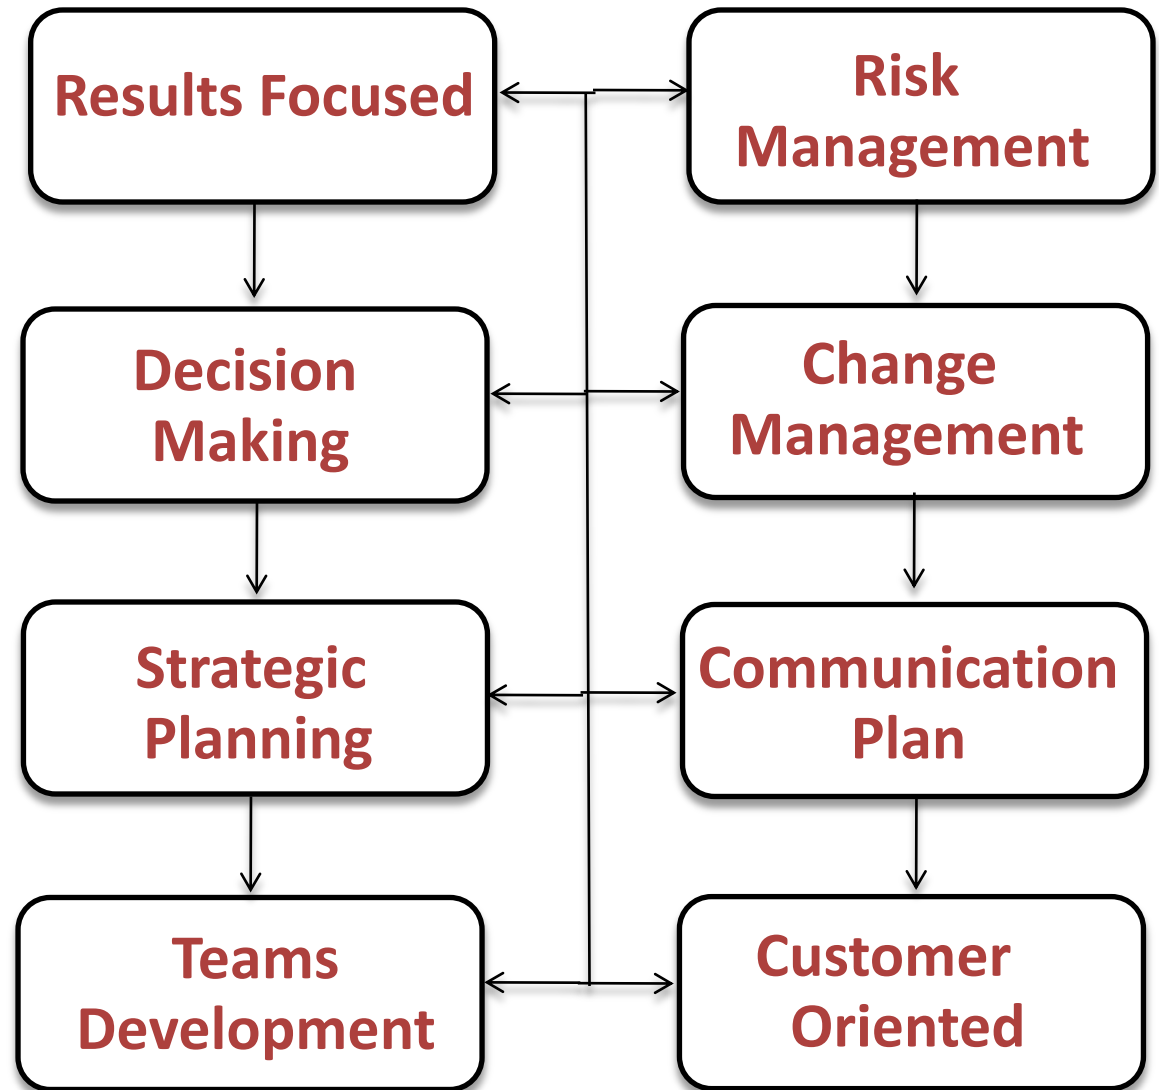 Results Focused
Risk
Management
Decision
Making
Change
Management
Strategic
Planning
Communication
Plan
Teams
Development
Customer
Oriented